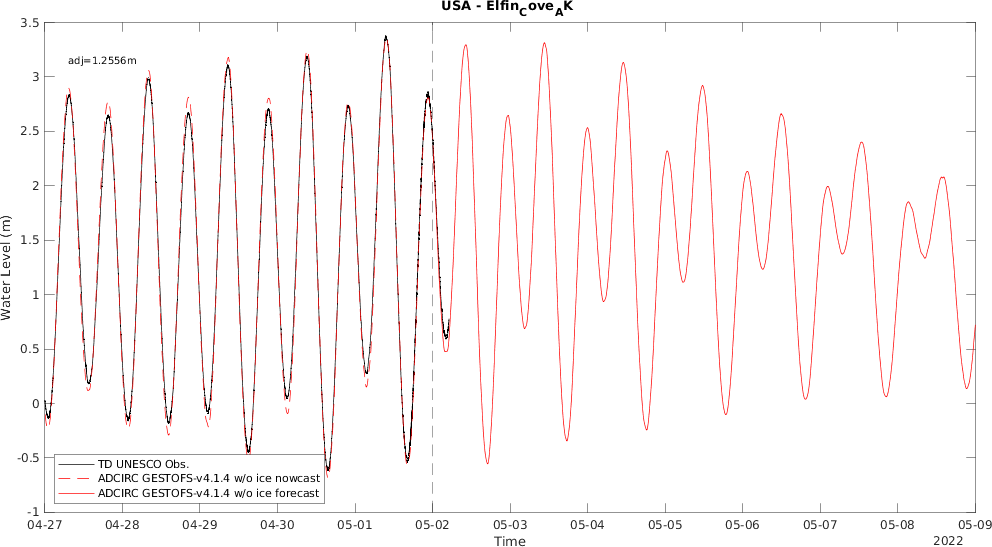 USA - Elfin_Cove_AK
3.5
adj=1.2556m
3
2.5
2
1.5
1
0.5
0
-0.5
-1
Water Level (m)
TD UNESCO Obs.
ADCIRC GESTOFS-v4.1.4 w/o ice nowcast
ADCIRC GESTOFS-v4.1.4 w/o ice forecast
04-27 04-28 04-29 04-30 05-01 05-02 05-03 05-04 05-05 05-06 05-07 05-08 05-09
Time
2022